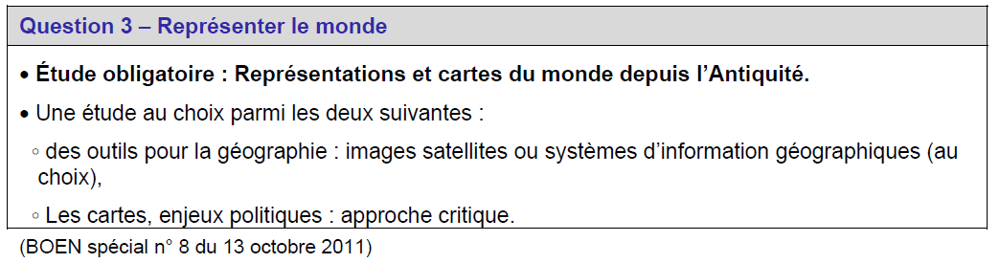 Question 3 – Représenter le monde
• Étude obligatoire : Représentations et cartes du monde depuis l’Antiquité.
• Une étude au choix parmi les deux suivantes :
◦ des outils pour la géographie : images satellites ou systèmes d’information géographiques (au
choix),
◦ Les cartes, enjeux politiques : approche critique.
(BOEN spécial n° 8 du 13 octobre 2011)